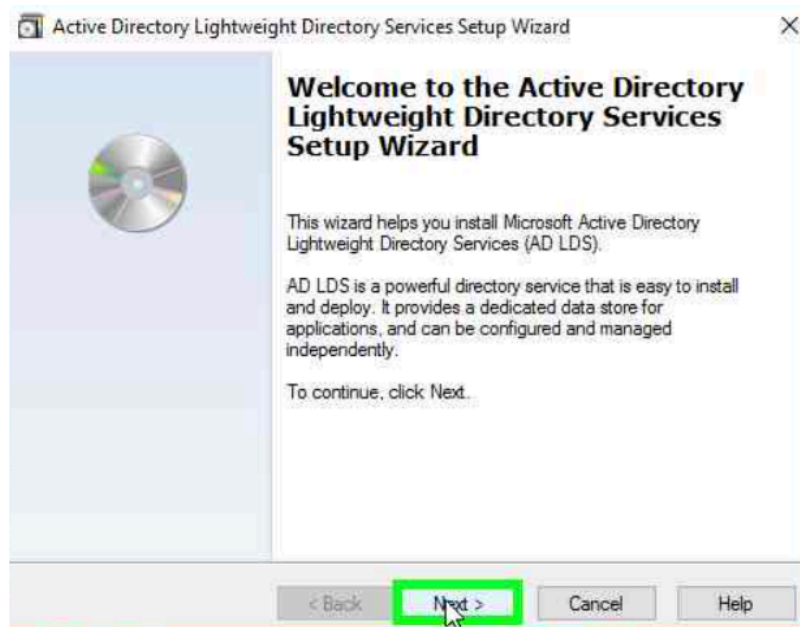 Active Directory Lightweight Directory Services Setup Wizard
Welcome to the Active Directory
Lightweight Directory Services
Setup Wizard
This wizard helps you install Microsoft Active Directory
Lightweight Directory Services (AD LDS).
AD LDS is a powerful directory service that is easy to install
and deploy. It provides a dedicated data store for
applications, and can be configured and managed
independently.
To continue, click Next.
< Back Next > Cancel Help